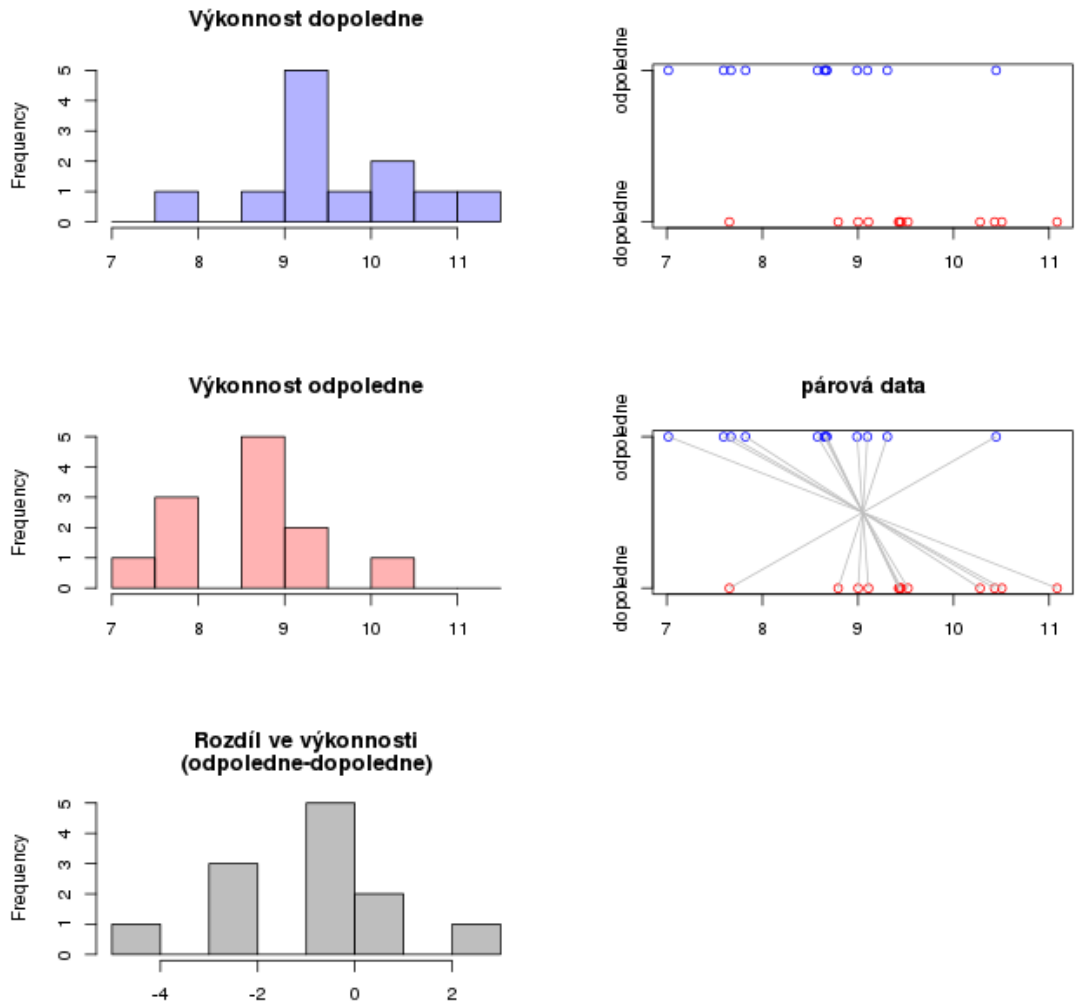 Výkonnost dopoledne
Frequency
0 1 2 3 4 5
7 8 9 10 11
odpoledne
dopoledne
7 8 9 10 11
Výkonnost odpoledne
Frequency
0 1 2 3 4 5
7 8 9 10 11
párová data
odpoledne
dopoledne
7 8 9 10 11
Rozdíl ve výkonnosti
(odpoledne-dopoledne)
Frequency
0 1 2 3 4 5
-4 -2 0 2